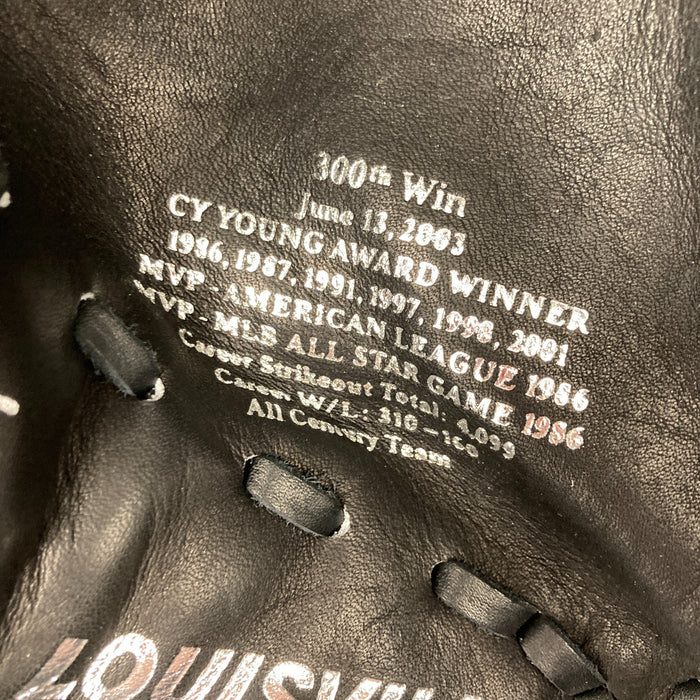 300th Win
June 13, 2003
CY YOUNG AWARD WINNER
1986, 1987, 1991, 1997, 1998, 2001
MVP - AMERICAN LEAGUE 1986
MVP - MLB ALL STAR GAME 1986
Career Strikeout Total: 4,099
Career W/L: 310-160
All Century Team
LOUISVILL